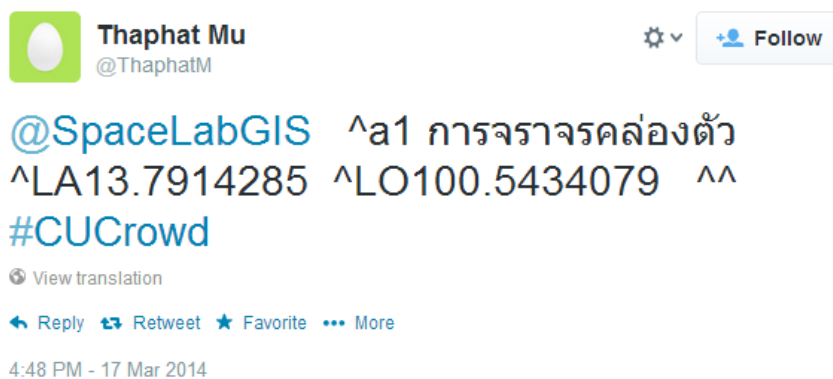 Thaphat Mu
@ThaphatM
Follow
@SpaceLabGIS ^a1 การจราจรคล่องตัว
^LA13.7914285 ^LO100.5434079 ^^
#CUCrowd
View translation
Reply Retweet Favorite More
4:48 PM - 17 Mar 2014